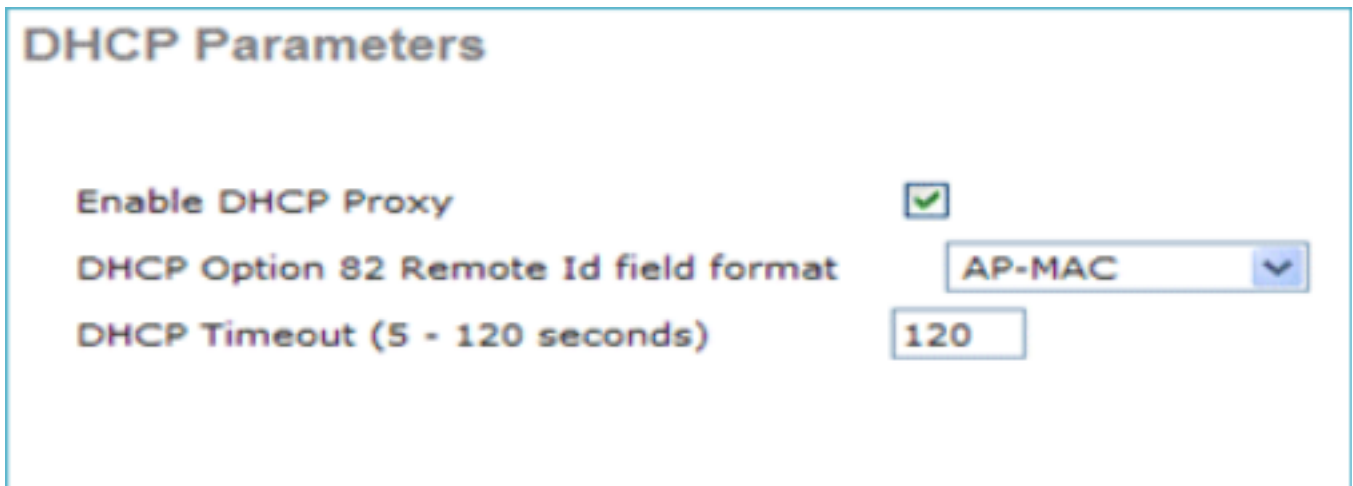 DHCP Parameters
Enable DHCP Proxy
DHCP Option 82 Remote Id field format AP-MAC
DHCP Timeout (5 - 120 seconds) 120